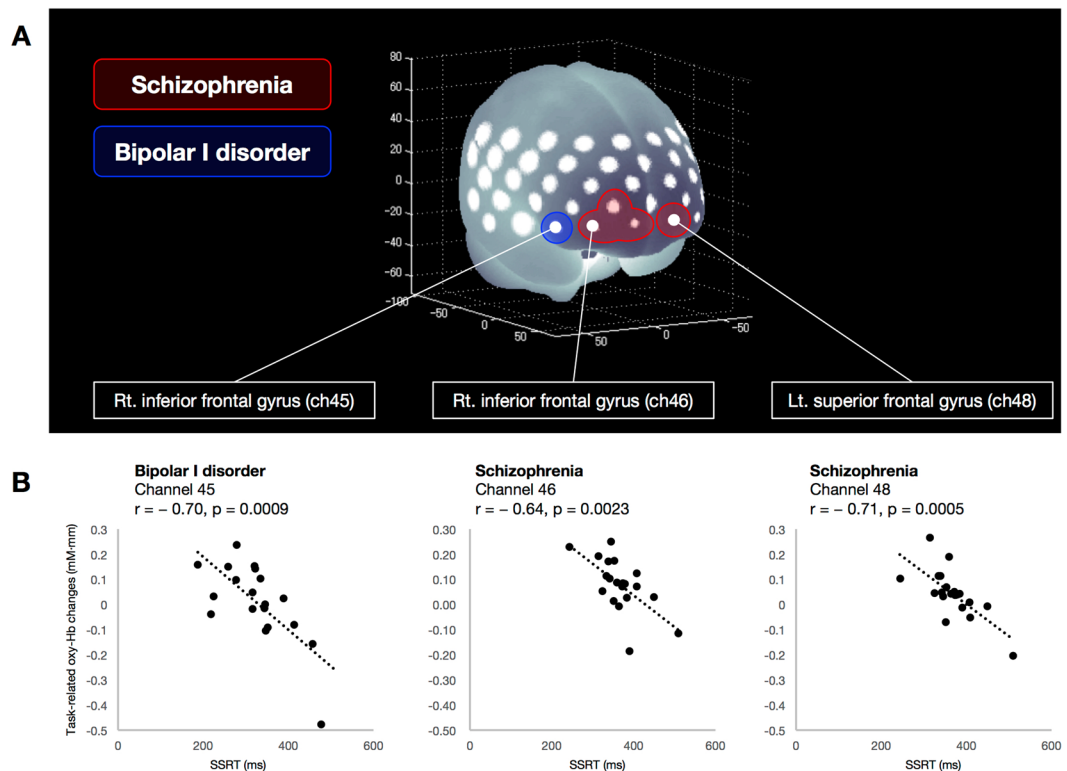 A
Schizophrenia
Bipolar I disorder
80
60
40
20
0
−20
−40
−60
−100
−50
0
50
50
0
−50
Rt. inferior frontal gyrus (ch45)
Rt. inferior frontal gyrus (ch46)
Lt. superior frontal gyrus (ch48)
B
Bipolar I disorder
Channel 45
r = − 0.70, p = 0.0009
Task-related oxy-Hb changes (mM·mm)
0.3
0.2
0.1
0
-0.1
-0.2
-0.3
-0.4
-0.5
0
200
400
600
SSRT (ms)
Schizophrenia
Channel 46
r = − 0.64, p = 0.0023
0.30
0.20
0.10
0.00
-0.10
-0.20
-0.30
-0.40
-0.50
0
200
400
600
SSRT (ms)
Schizophrenia
Channel 48
r = − 0.71, p = 0.0005
0.3
0.2
0.1
0
-0.1
-0.2
-0.3
-0.4
-0.5
0
200
400
600
SSRT (ms)